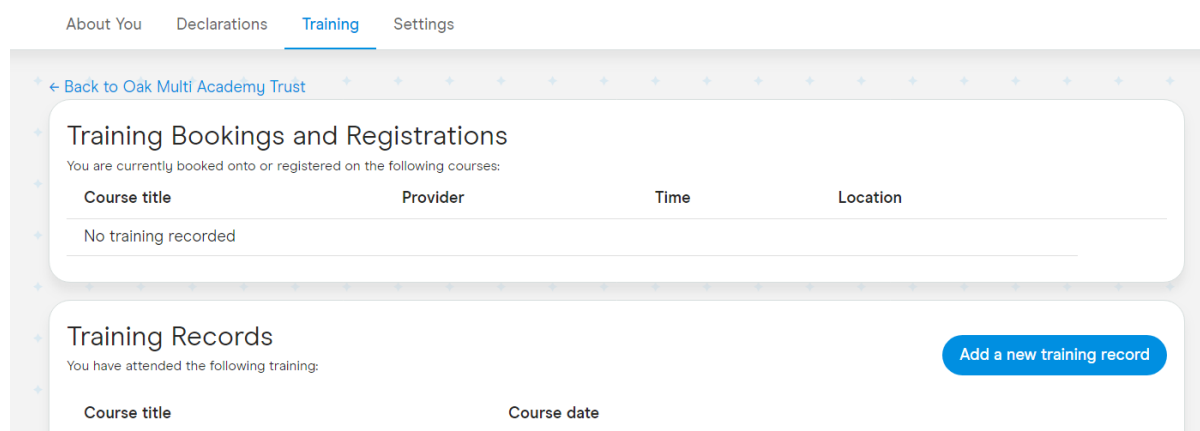 About You Declarations Training Settings
← Back to Oak Multi Academy Trust
Training Bookings and Registrations
You are currently booked onto or registered on the following courses:
Course title Provider Time Location
No training recorded
Training Records
Add a new training record
You have attended the following training:
Course title Course date